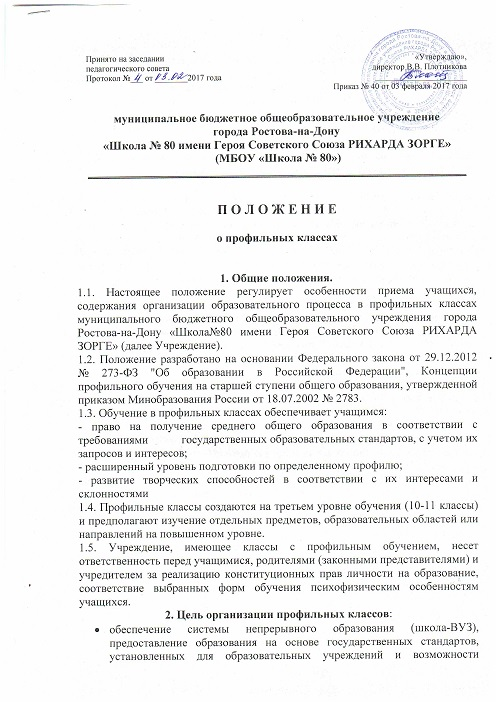 Принято на заседании
педагогического совета
Протокол № 4 от 03.02 2017 года
«Утверждаю»,
директор В.В. Плотникова
Приказ № 40 от 03 февраля 2017 года
муниципальное бюджетное общеобразовательное учреждение
города Ростова-на-Дону
«Школа № 80 имени Героя Советского Союза РИХАРДА ЗОРГЕ»
(МБОУ «Школа № 80»)
П О Л О Ж Е Н И Е
о профильных классах
1. Общие положения.
1.1. Настоящее положение регулирует особенности приема учащихся,
содержания организации образовательного процесса в профильных классах
муниципального бюджетного общеобразовательного учреждения города
Ростова-на-Дону «Школа№80 имени Героя Советского Союза РИХАРДА
ЗОРГЕ» (далее Учреждение).
1.2. Положение разработано на основании Федерального закона от 29.12.2012
№ 273-ФЗ "Об образовании в Российской Федерации", Концепции
профильного обучения на старшей ступени общего образования, утвержденной
приказом Минобразования России от 18.07.2002 № 2783.
1.3. Обучение в профильных классах обеспечивает учащимся:
- право на получение среднего общего образования в соответствии с
требованиями государственных образовательных стандартов, с учетом их
запросов и интересов;
- расширенный уровень подготовки по определенному профилю;
- развитие творческих способностей в соответствии с их интересами и
склонностями
1.4. Профильные классы создаются на третьем уровне обучения (10-11 классы)
и предполагают изучение отдельных предметов, образовательных областей или
направлений на повышенном уровне.
1.5. Учреждение, имеющее классы с профильным обучением, несет
ответственность перед учащимися, родителями (законными представителями) и
учредителем за реализацию конституционных прав личности на образование,
соответствие выбранных форм обучения психофизическим особенностям
учащихся.
2. Цель организации профильных классов:
• обеспечение системы непрерывного образования (школа-ВУЗ),
предоставление образования на основе государственных стандартов,
установленных для образовательных учреждений и возможности